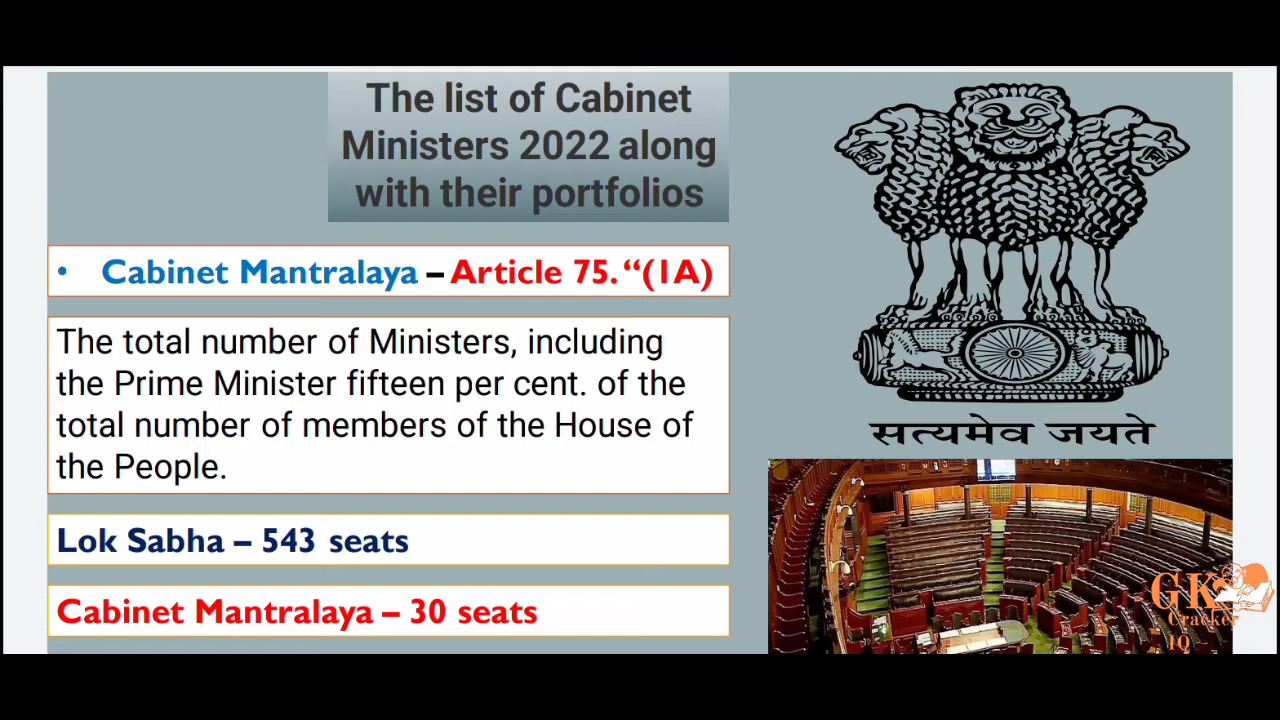 The list of Cabinet
Ministers 2022 along
with their portfolios
• Cabinet Mantralaya – Article 75. “(1A)
The total number of Ministers, including
the Prime Minister fifteen per cent. of the
total number of members of the House of
the People.
Lok Sabha – 543 seats
Cabinet Mantralaya – 30 seats
सत्यमेव जयते
GK
Cracker
IQ